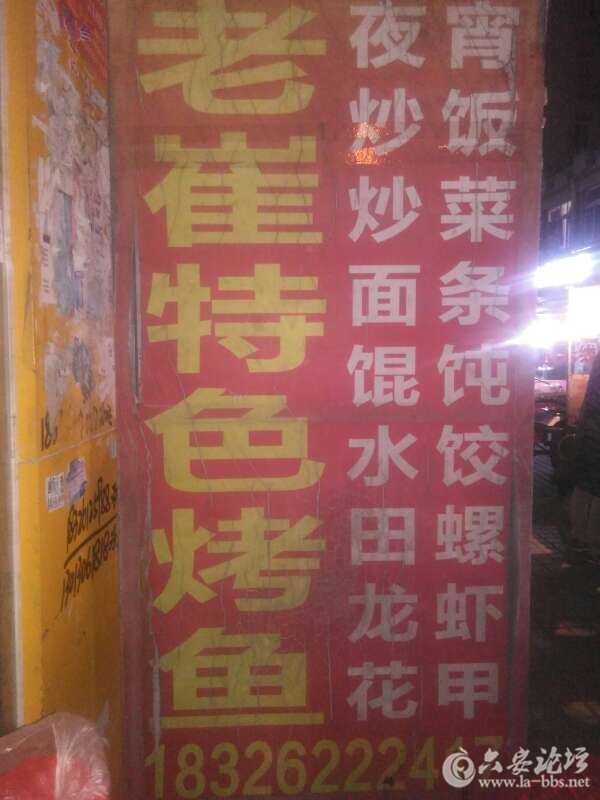 老崔特色烤鱼
夜宵
炒饭
炒菜
面条
馄饨
水饺
田螺
龙虾
花甲
18326222417
六安论坛
www.la-bbs.net